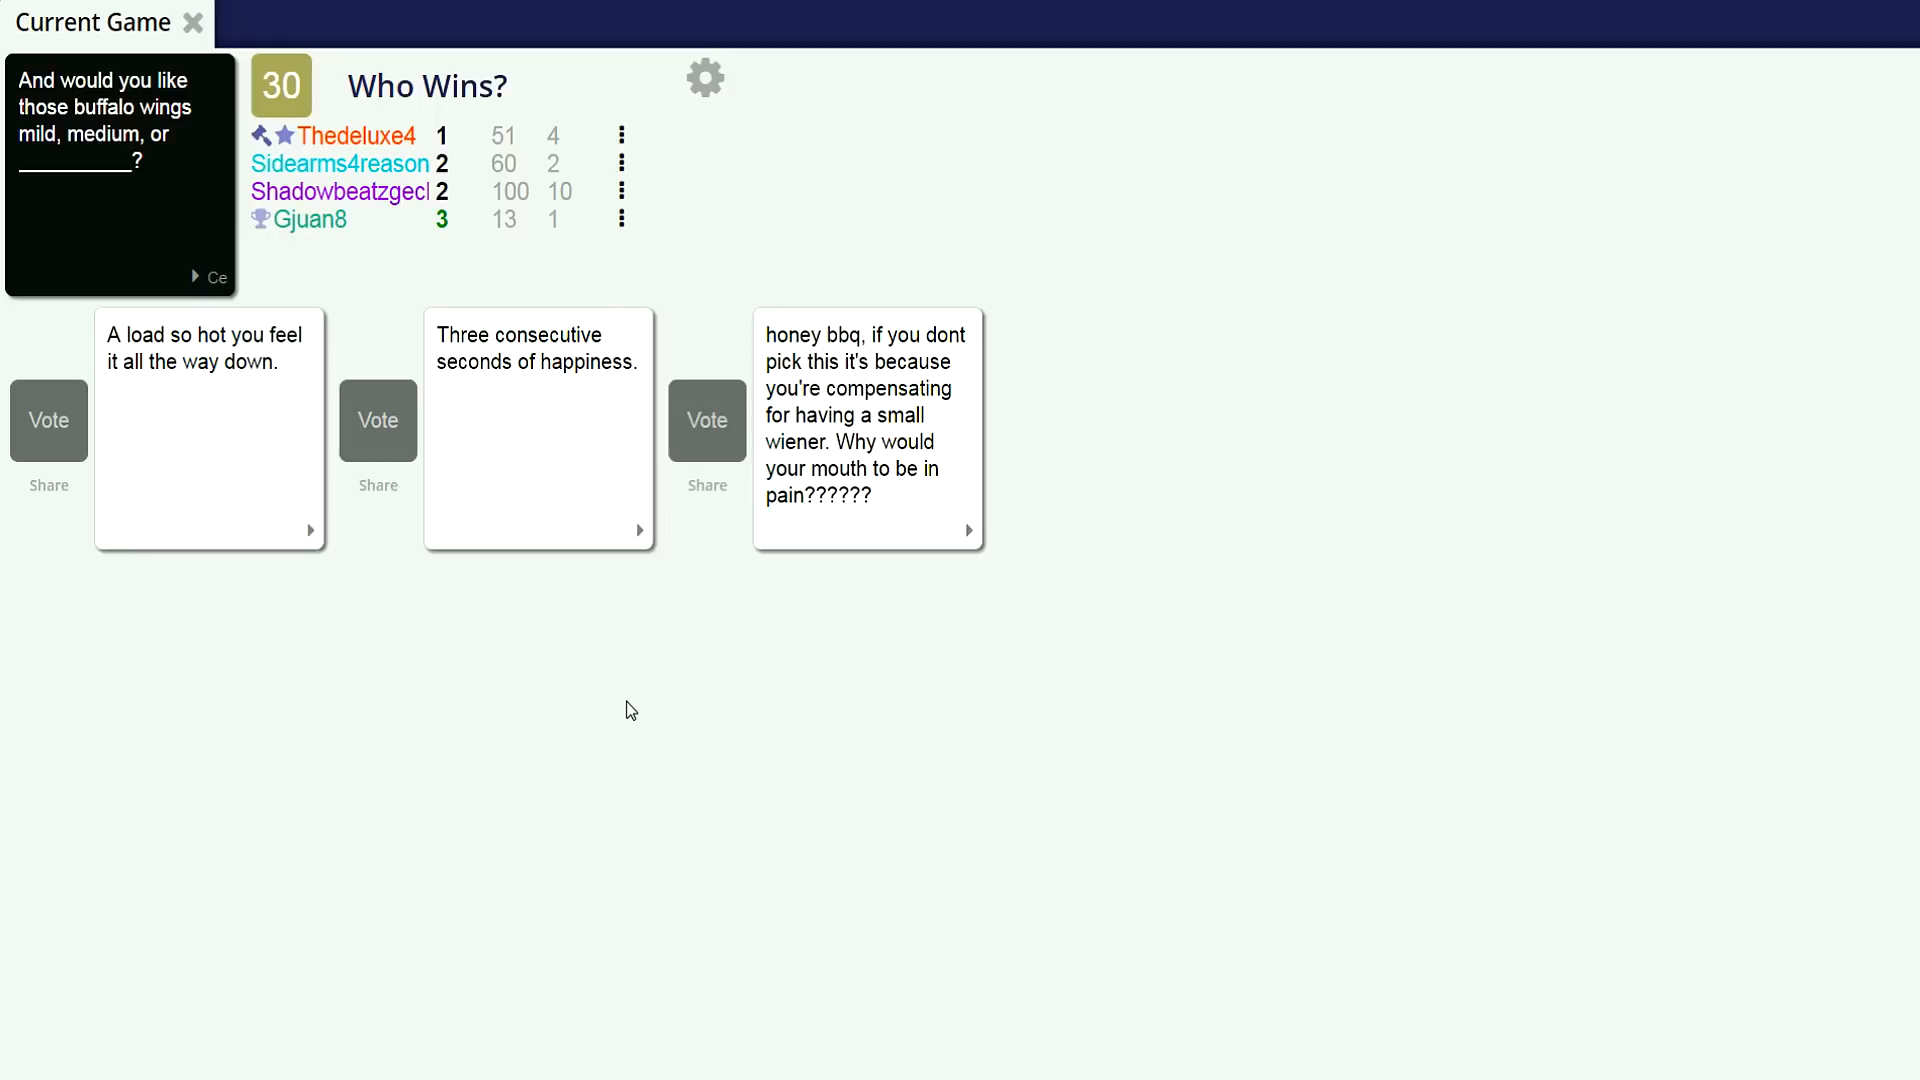 Current Game
And would you like
those buffalo wings
mild, medium, or
__________?
Ce
30
Who Wins?
Thedeluxe4 1 51 4
Sidearms4reason 2 60 2
Shadowbeatzgecl 2 100 10
Gjuan8 3 13 1
Vote
Share
A load so hot you feel
it all the way down.
Vote
Share
Three consecutive
seconds of happiness.
Vote
Share
honey bbq, if you dont
pick this it's because
you're compensating
for having a small
wiener. Why would
your mouth to be in
pain??????